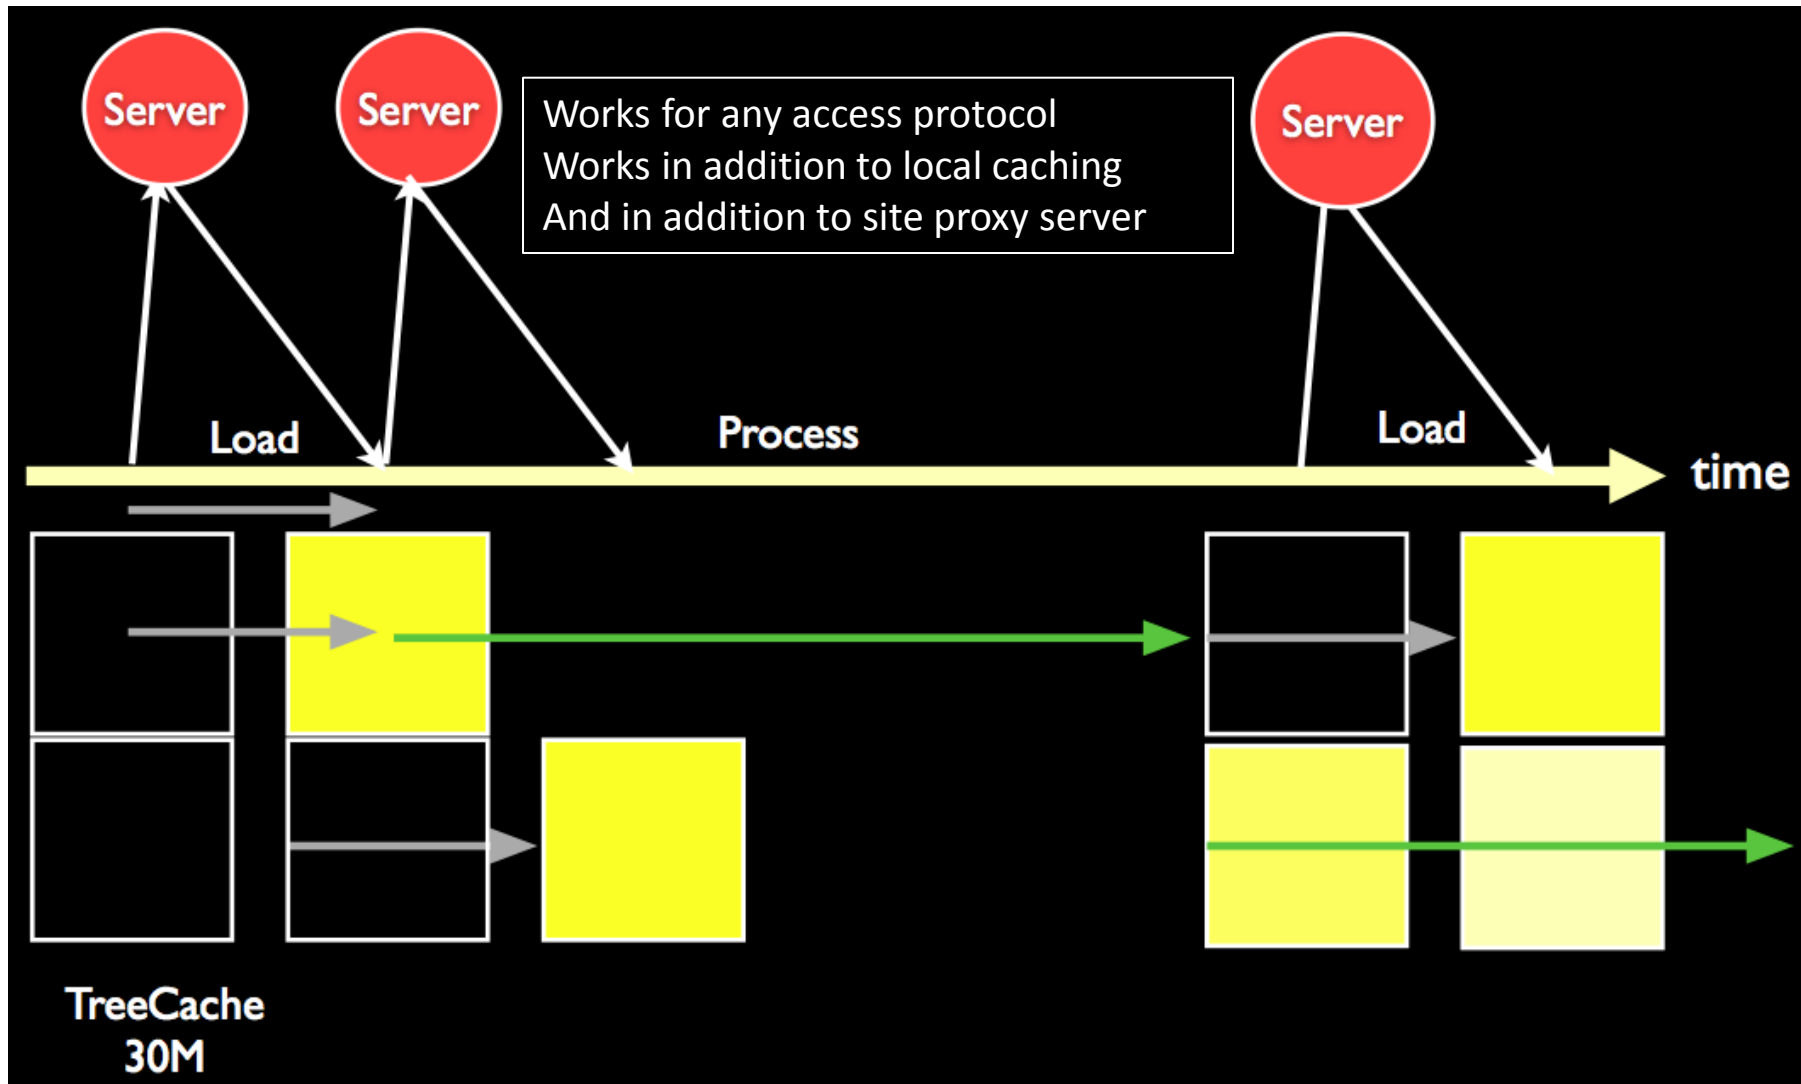 Server
Server
Works for any access protocol
Works in addition to local caching
And in addition to site proxy server
Server
Load
Process
Load
time
TreeCache
30M